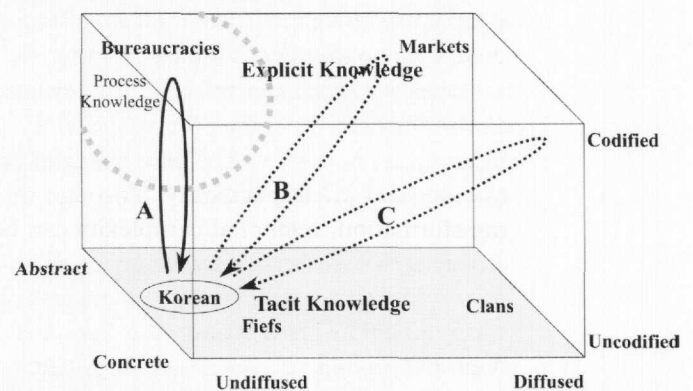 Bureaucracies
Markets
Explicit Knowledge
Process
Knowledge
Codified
B
A
C
Abstract
Korean
Tacit Knowledge
Clans
Fiefs
Uncodified
Concrete
Undiffused
Diffused